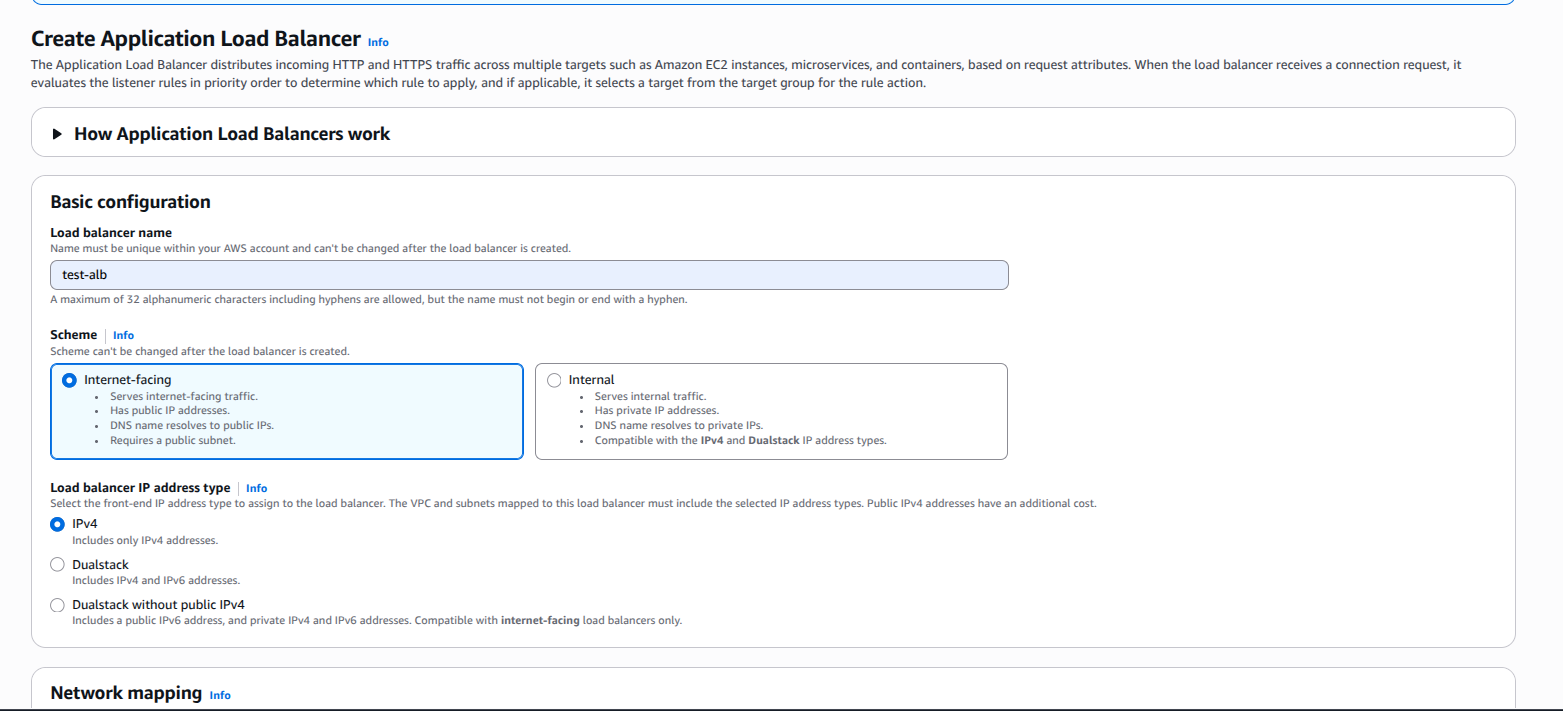 Create Application Load Balancer Info
The Application Load Balancer distributes incoming HTTP and HTTPS traffic across multiple targets such as Amazon EC2 instances, microservices, and containers, based on request attributes. When the load balancer receives a connection request, it
evaluates the listener rules in priority order to determine which rule to apply, and if applicable, it selects a target from the target group for the rule action.
How Application Load Balancers work
Basic configuration
Load balancer name
Name must be unique within your AWS account and can't be changed after the load balancer is created.
test-alb
A maximum of 32 alphanumeric characters including hyphens are allowed, but the name must not begin or end with a hyphen.
Scheme Info
Scheme can't be changed after the load balancer is created.
Internet-facing
• Serves internet-facing traffic.
• Has public IP addresses.
• DNS name resolves to public IPs.
• Requires a public subnet.
Internal
• Serves internal traffic.
• Has private IP addresses.
• DNS name resolves to private IPs.
• Compatible with the IPv4 and Dualstack IP address types.
Load balancer IP address type Info
Select the front-end IP address type to assign to the load balancer. The VPC and subnets mapped to this load balancer must include the selected IP address types. Public IPv4 addresses have an additional cost.
IPv4
Includes only IPv4 addresses.
Dualstack
Includes IPv4 and IPv6 addresses.
Dualstack without public IPv4
Includes a public IPv6 address, and private IPv4 and IPv6 addresses. Compatible with internet-facing load balancers only.
Network mapping Info